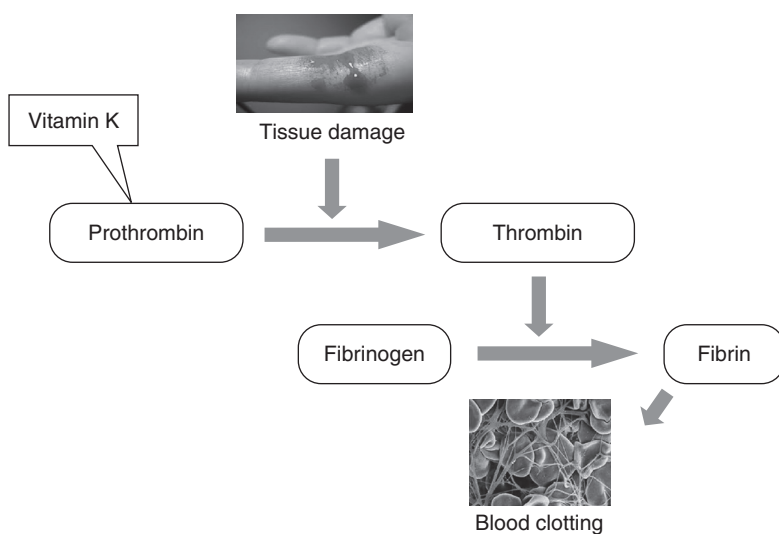 Vitamin K
Tissue damage
Prothrombin
Thrombin
Fibrinogen
Fibrin
Blood clotting